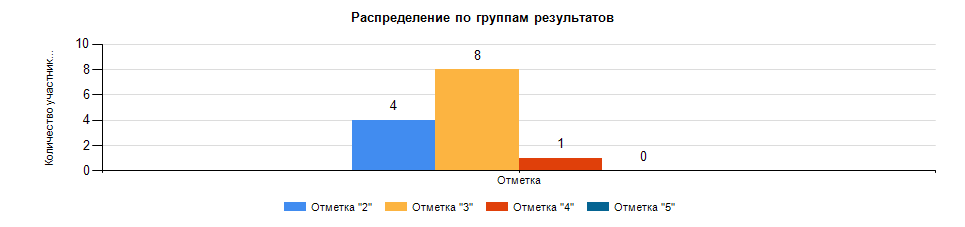 Распределение по группам результатов
Количество участник...
10
8
6
4
2
0
4
8
1
0
Отметка
Отметка "2" Отметка "3" Отметка "4" Отметка "5"